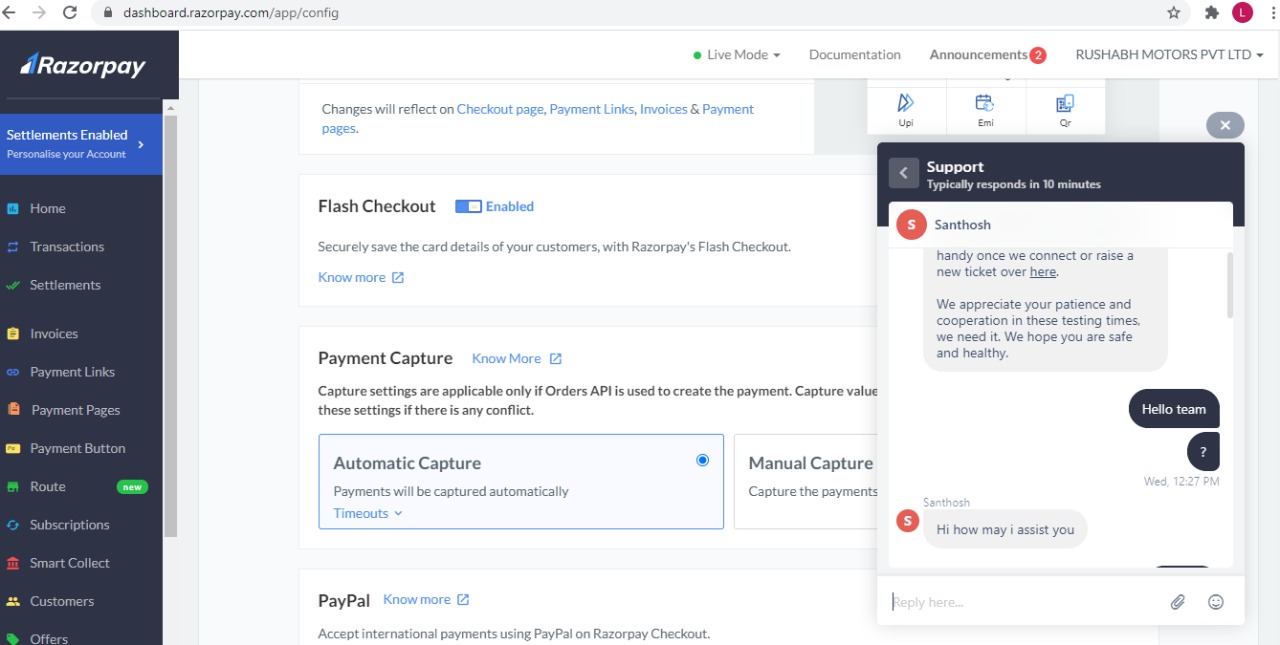 dashboard.razorpay.com/app/config
L
Razorpay
Live Mode
Documentation
Announcements 2
RUSHABH MOTORS PVT LTD
Settlements Enabled
Personalise your Account
Home
Transactions
Settlements
Invoices
Payment Links
Payment Pages
Payment Button
Route new
Subscriptions
Smart Collect
Customers
Offers
Changes will reflect on Checkout page, Payment Links, Invoices & Payment
pages.
Upi
Emi
Qr
Flash Checkout
Enabled
Securely save the card details of your customers, with Razorpay's Flash Checkout.
Know more
Payment Capture
Know More
Capture settings are applicable only if Orders API is used to create the payment. Capture value
these settings if there is any conflict.
Automatic Capture
Payments will be captured automatically
Timeouts
Manual Capture
Capture the payments
PayPal
Know more
Accept international payments using PayPal on Razorpay Checkout.
Support
Typically responds in 10 minutes
S
Santhosh
handy once we connect or raise a
new ticket over here.
We appreciate your patience and
cooperation in these testing times,
we need it. We hope you are safe
and healthy.
Hello team
?
Wed, 12:27 PM
Santhosh
S
Hi how may i assist you
Reply here...